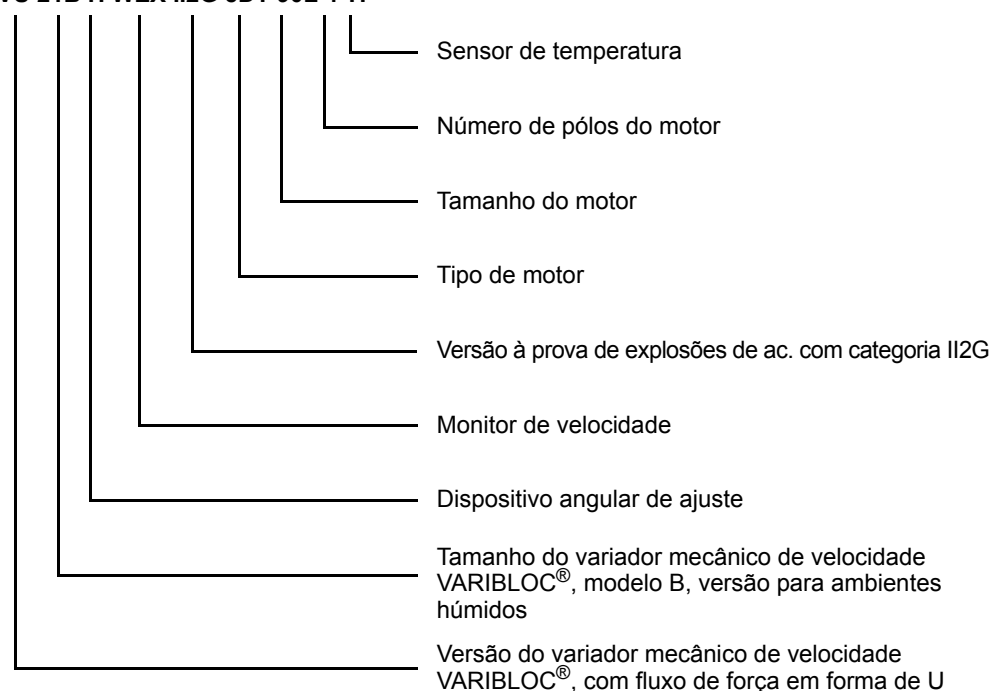 Sensor de temperatura
Número de pólos do motor
Tamanho do motor
Tipo de motor
Versão à prova de explosões de ac. com categoria II2G
Monitor de velocidade
Dispositivo angular de ajuste
Tamanho do variador mecânico de velocidade
VARIBLOC®, modelo B, versão para ambientes
húmidos
Versão do variador mecânico de velocidade
VARIBLOC®, com fluxo de força em forma de U